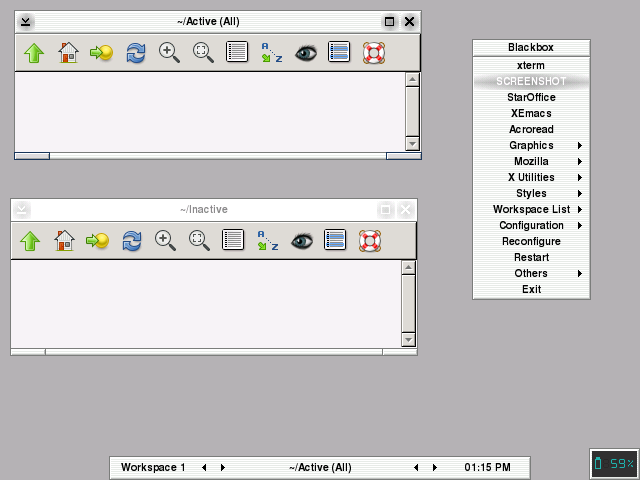 ~/Active (All)
A
Z
~/Inactive
A
Z
Blackbox
xterm
SCREENSHOT
StarOffice
XEmacs
Acroread
Graphics
Mozilla
X Utilities
Styles
Workspace List
Configuration
Reconfigure
Restart
Others
Exit
Workspace 1
~/Active (All)
01:15 PM
59%